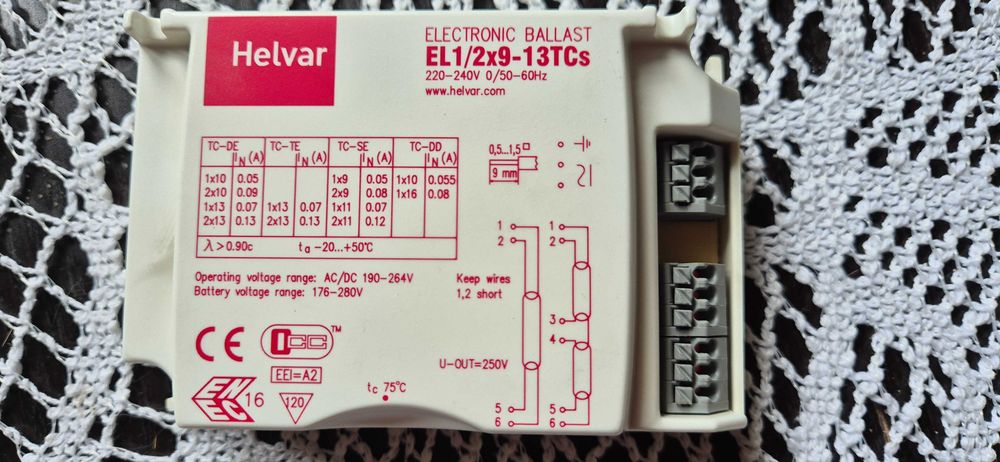 Helvar
ELECTRONIC BALLAST
EL1/2x9-13TCs
220-240V 0/50-60Hz
www.helvar.com
TC-DE TC-TE TC-SE TC-DD
IN (A) IN (A) IN (A) IN (A)
1x10 0.05 1x9 0.05 1x10 0.055
2x10 0.09 2x9 0.08 1x16 0.08
1x13 0.07 1x13 0.07 1x11 0.07
2x13 0.13 2x13 0.13 2x11 0.12
λ > 0.90c ta -20...+50°C
0,5...1,5
9 mm
Operating voltage range: AC/DC 190-264V
Battery voltage range: 176-280V
Keep wires
1,2 short
1
2
5
6
1
2
3
4
5
6
U-OUT=250V
CE
CC™
EEI=A2
16
120
tc 75°C